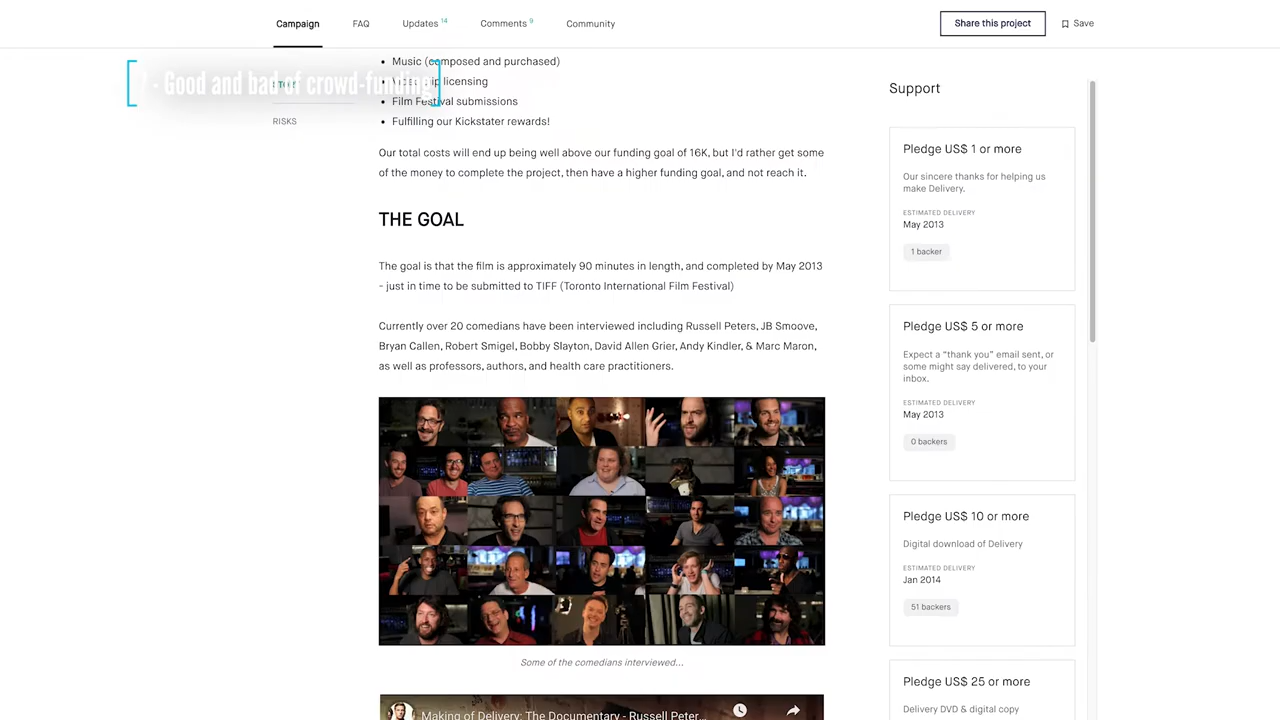 Campaign
FAQ
Updates 14
Comments 9
Community
Share this project
Save
- Good and bad of crowd-funding
RISKS
• Music (composed and purchased)
licensing
• Film Festival submissions
• Fulfilling our Kickstater rewards!
Our total costs will end up being well above our funding goal of 16K, but I'd rather get some
of the money to complete the project, then have a higher funding goal, and not reach it.
THE GOAL
The goal is that the film is approximately 90 minutes in length, and completed by May 2013
- just in time to be submitted to TIFF (Toronto International Film Festival)
Currently over 20 comedians have been interviewed including Russell Peters, JB Smoove,
Bryan Callen, Robert Smigel, Bobby Slayton, David Allen Grier, Andy Kindler, & Marc Maron,
as well as professors, authors, and health care practitioners.
Some of the comedians interviewed...
Making of Delivery: The Documentary - Russell Peter...
Support
Pledge US$ 1 or more
Our sincere thanks for helping us
make Delivery.
ESTIMATED DELIVERY
May 2013
1 backer
Pledge US$ 5 or more
Expect a “thank you” email sent, or
some might say delivered, to your
inbox.
ESTIMATED DELIVERY
May 2013
0 backers
Pledge US$ 10 or more
Digital download of Delivery
ESTIMATED DELIVERY
Jan 2014
51 backers
Pledge US$ 25 or more
Delivery DVD & digital copy